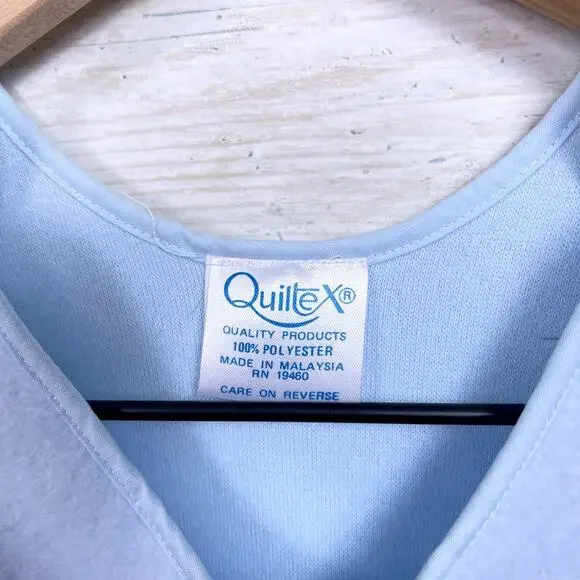 Quiltex®
QUALITY PRODUCTS
100% POLYESTER
MADE IN MALAYSIA
RN 19460
CARE ON REVERSE